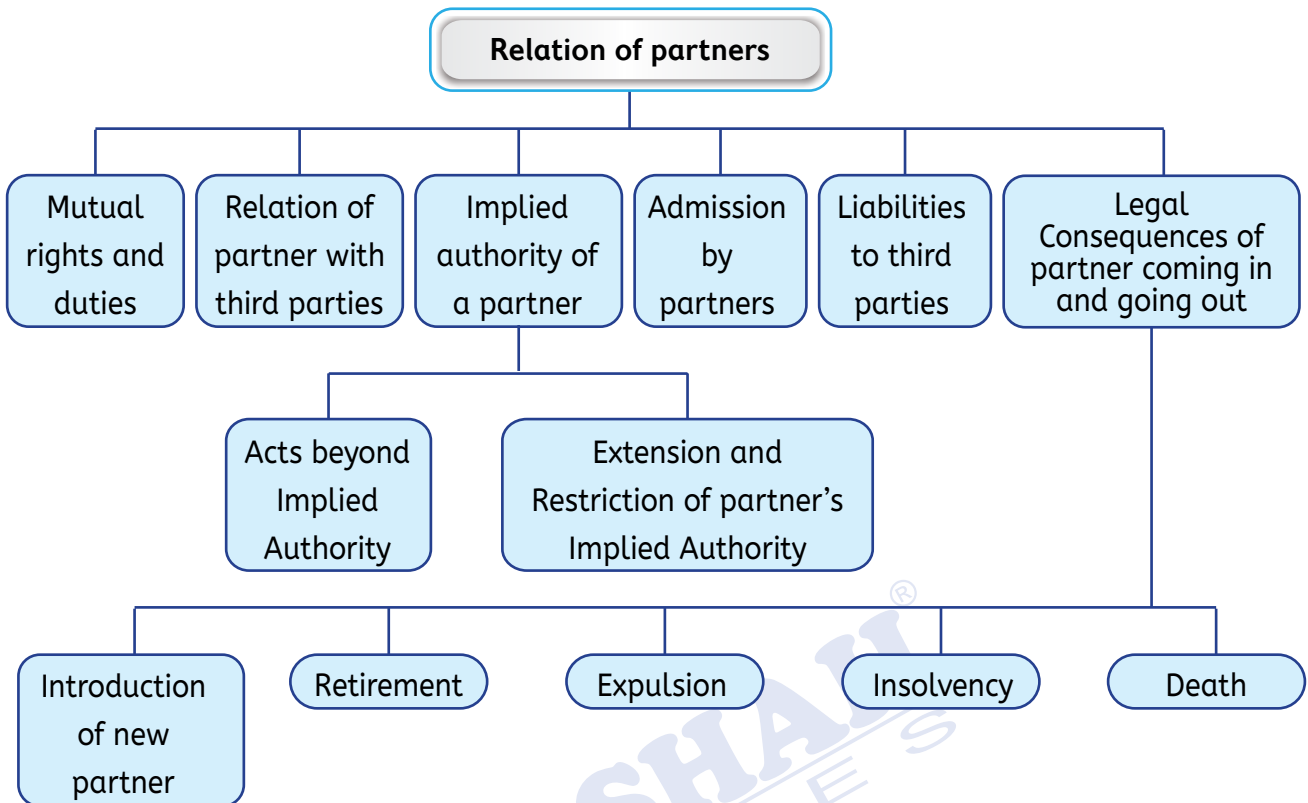 Relation of partners
Mutual
rights and
duties
Relation of
partner with
third parties
Implied
authority of
a partner
Admission
by
partners
Liabilities
to third
parties
Legal
Consequences of
partner coming in
and going out
Acts beyond
Implied
Authority
Extension and
Restriction of partner's
Implied Authority
Introduction
of new
partner
Retirement
Expulsion
Insolvency
Death